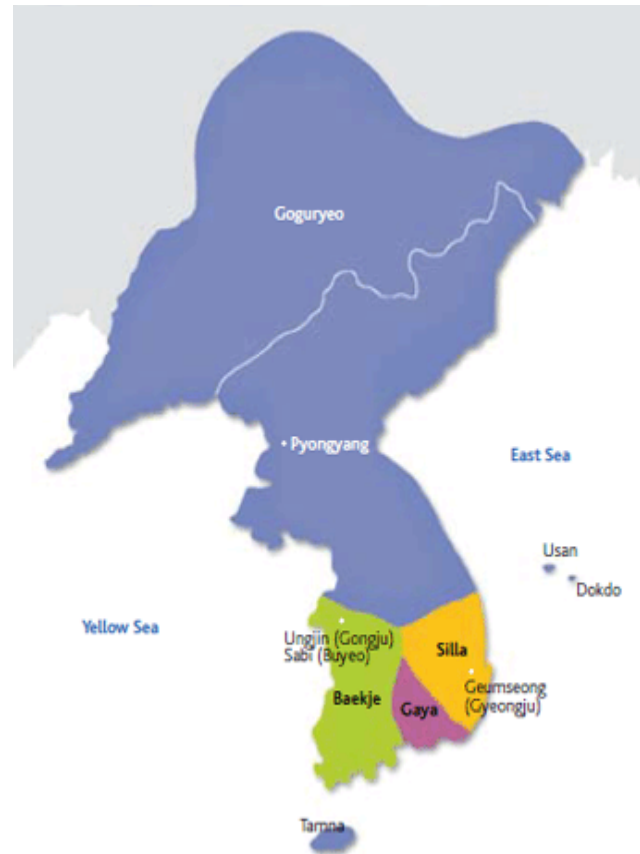 Goguryeo
Pyongyang
East Sea
Usan
Dokdo
Yellow Sea
Ungjin (Gongju)
Sabi (Buyeo)
Silla
Baekje
Gaya
Geumseong
(Gyeongju)
Tamna